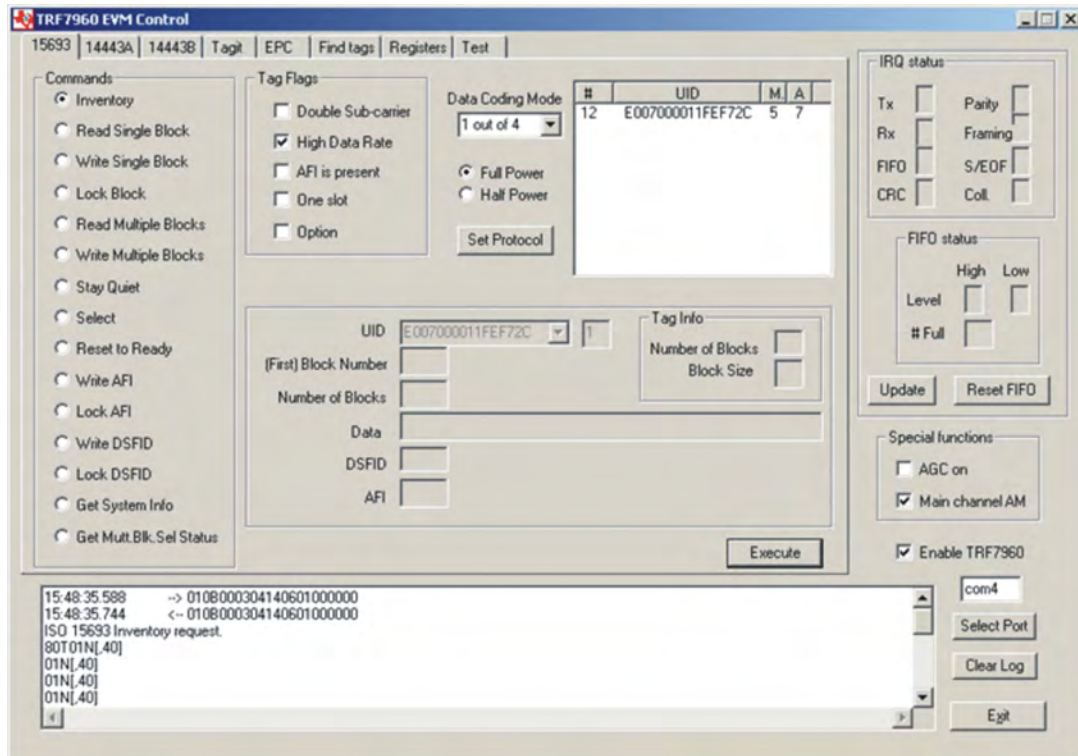 TRF7960 EVM Control
15693 14443A 14443B Tagit EPC Find tags Registers Test
Commands
Inventory
Read Single Block
Write Single Block
Lock Block
Read Multiple Blocks
Write Multiple Blocks
Stay Quiet
Select
Reset to Ready
Write AFI
Lock AFI
Write DSFID
Lock DSFID
Get System Info
Get Mutt.Blk.Sel Status
Tag Flags
Double Sub-carrier
High Data Rate
AFI is present
One slot
Option
Data Coding Mode
1 out of 4
Full Power
Half Power
Set Protocol
# UID M. A
12 E007000011FEF72C 5 7
UID E007000011FEF72C 1
(First) Block Number
Number of Blocks
Data
DSFID
AFI
Tag Info
Number of Blocks
Block Size
Execute
IRQ status
Tx Parity
Rx Framing
FIFO S/EOF
CRC Coll.
FIFO status
High Low
Level
# Full
Update Reset FIFO
Special functions
AGC on
Main channel AM
Enable TRF7960
com4
Select Port
Clear Log
Exit
15:48:35.588 --> 010B000304140601000000
15:48:35.744 <-- 010B000304140601000000
ISO 15693 Inventory request.
80T01N[,40]
01N[,40]
01N[,40]
01N[,40]